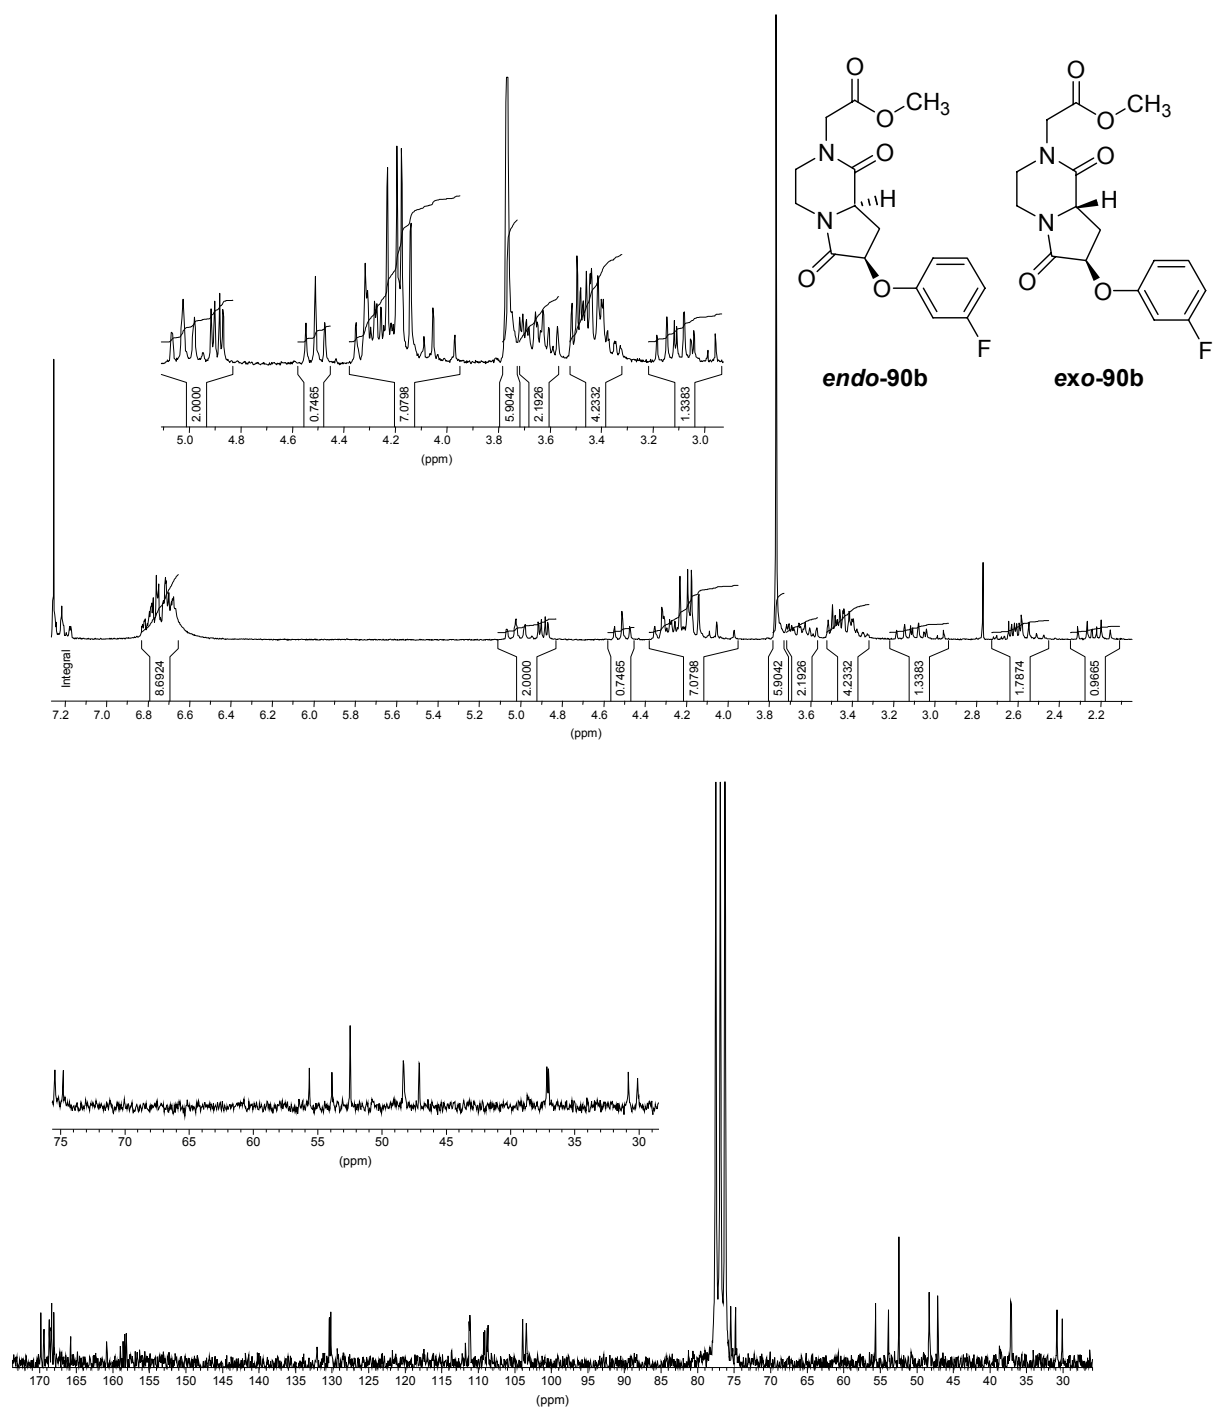 O
O
CH3
N
O
H
N
O
O
F
endo-90b
O
O
CH3
N
O
H
N
O
O
F
exo-90b
2.0000
0.7465
7.0798
5.9042
2.1926
4.2332
1.3383
5.0 4.8 4.6 4.4 4.2 4.0 3.8 3.6 3.4 3.2 3.0
(ppm)
Integral
8.6924
2.0000
0.7465
7.0798
5.9042
2.1926
4.2332
1.3383
1.7874
0.9665
7.2 7.0 6.8 6.6 6.4 6.2 6.0 5.8 5.6 5.4 5.2 5.0 4.8 4.6 4.4 4.2 4.0 3.8 3.6 3.4 3.2 3.0 2.8 2.6 2.4 2.2
(ppm)
75 70 65 60 55 50 45 40 35 30
(ppm)
170 165 160 155 150 145 140 135 130 125 120 115 110 105 100 95 90 85 80 75 70 65 60 55 50 45 40 35 30
(ppm)